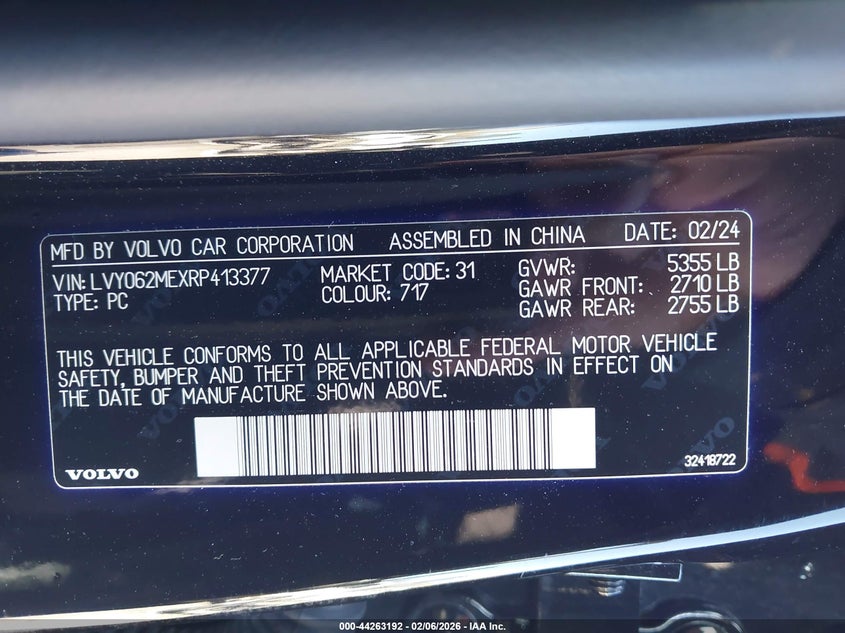 MFD BY VOLVO CAR CORPORATION ASSEMBLED IN CHINA DATE: 02/24
VIN: LVY062MEXRP413377 MARKET CODE: 31 GVWR: 5355 LB
TYPE: PC COLOUR: 717 GAWR FRONT: 2710 LB
GAWR REAR: 2755 LB
THIS VEHICLE CONFORMS TO ALL APPLICABLE FEDERAL MOTOR VEHICLE
SAFETY, BUMPER AND THEFT PREVENTION STANDARDS IN EFFECT ON
THE DATE OF MANUFACTURE SHOWN ABOVE.
VOLVO 32418722
000-44263192 - 02/06/2026 - IAA Inc.